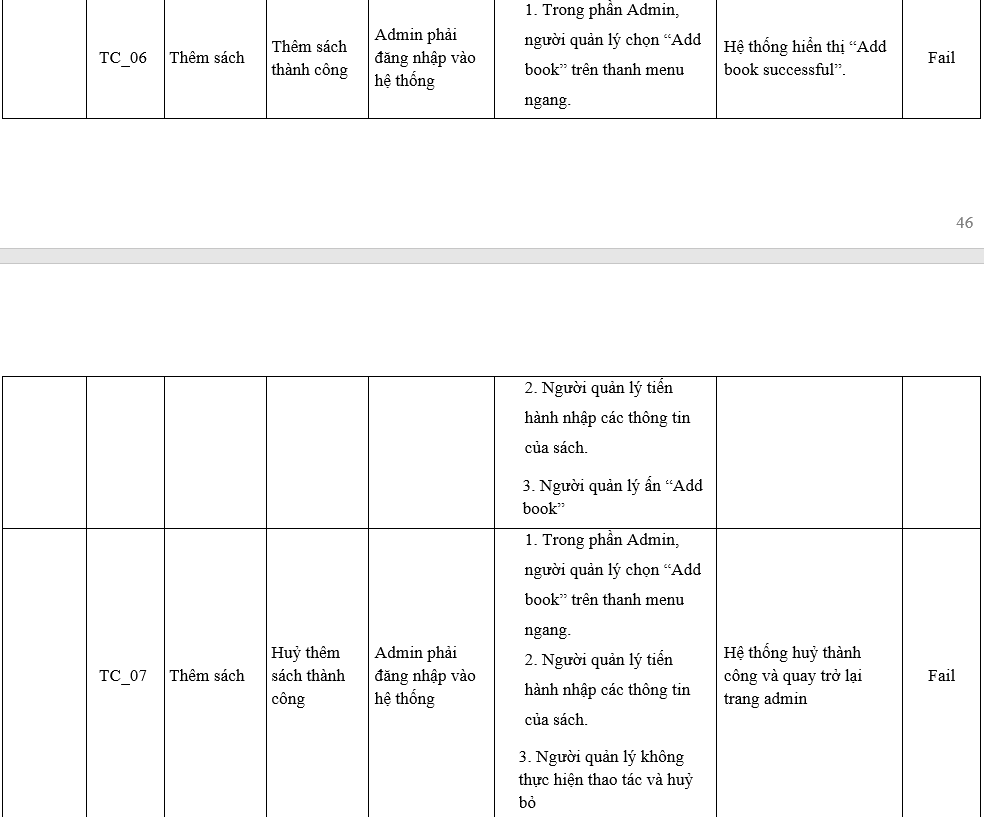 TC_06
Thêm sách
Thêm sách
thành công
Admin phải
đăng nhập vào
hệ thống
1. Trong phần Admin,
người quản lý chọn “Add
book” trên thanh menu
ngang.
Hệ thống hiển thị “Add
book successful”.
Fail
46
2. Người quản lý tiến
hành nhập các thông tin
của sách.
3. Người quản lý ấn “Add
book”
TC_07
Thêm sách
Huỷ thêm
sách thành
công
Admin phải
đăng nhập vào
hệ thống
1. Trong phần Admin,
người quản lý chọn “Add
book” trên thanh menu
ngang.
2. Người quản lý tiến
hành nhập các thông tin
của sách.
3. Người quản lý không
thực hiện thao tác và huỷ
bỏ
Hệ thống huỷ thành
công và quay trở lại
trang admin
Fail